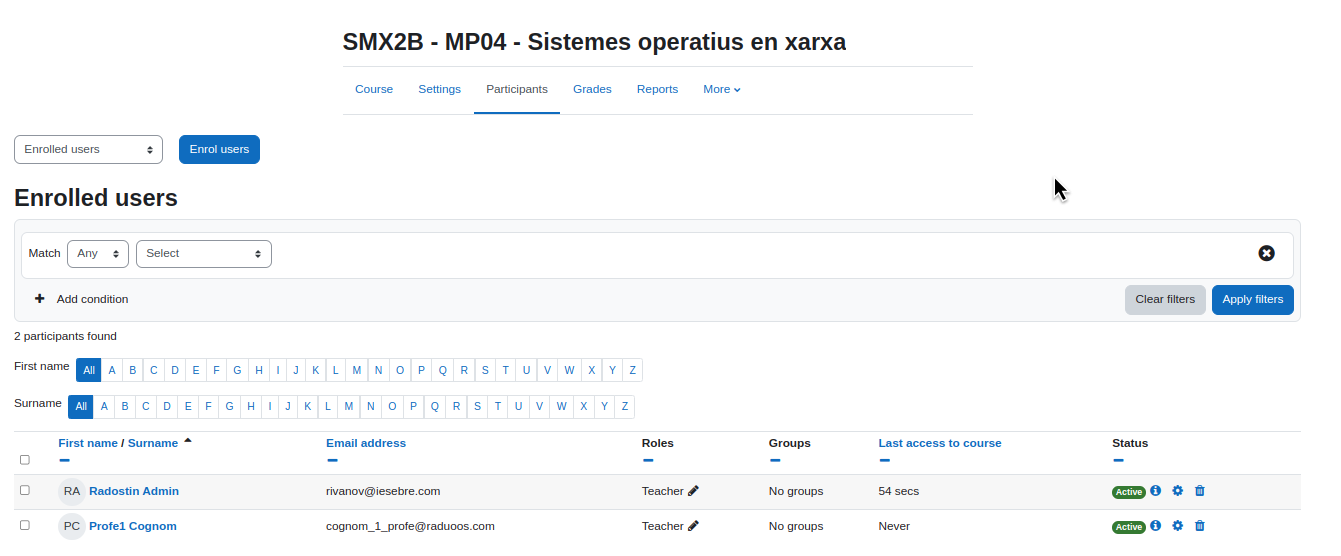 SMX2B - MP04 - Sistemes operatius en xarxa
Course Settings Participants Grades Reports More
Enrolled users Enrol users
Enrolled users
Match Any Select
Add condition Clear filters Apply filters
2 participants found
First name All A B C D E F G H I J K L M N O P Q R S T U V W X Y Z
Surname All A B C D E F G H I J K L M N O P Q R S T U V W X Y Z
First name / Surname Email address Roles Groups Last access to course Status
RA Radostin Admin rivanov@iesebre.com Teacher No groups 54 secs Active
PC Profe1 Cognom cognom_1_profe@raduoos.com Teacher No groups Never Active